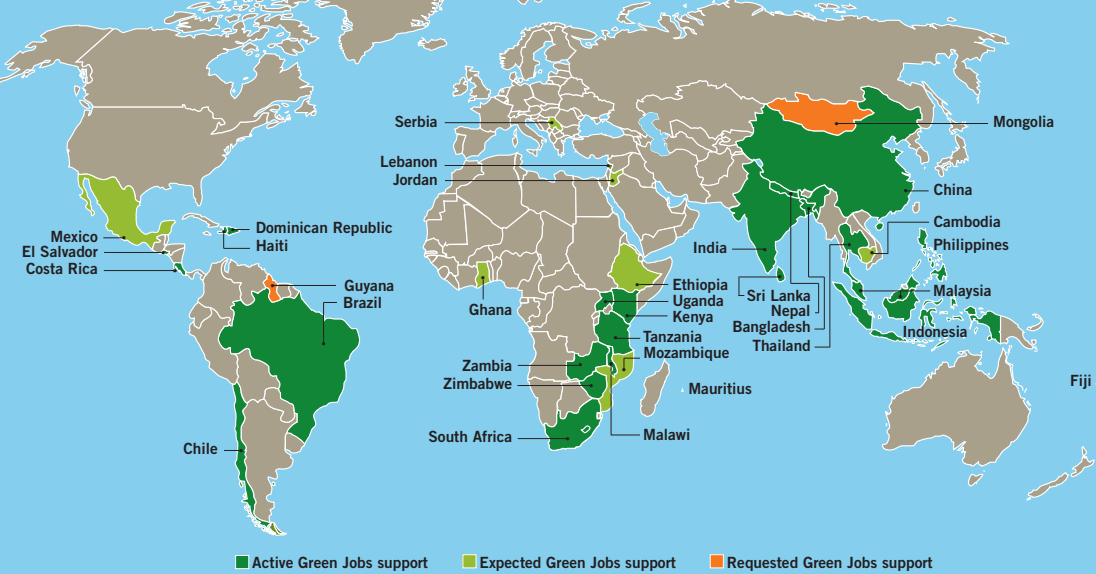 Serbia
Mongolia
Lebanon
Jordan
China
Cambodia
Dominican Republic
Haiti
Mexico
El Salvador
Costa Rica
Philippines
India
Guyana
Brazil
Ghana
Ethiopia
Uganda
Kenya
Sri Lanka
Nepal
Bangladesh
Thailand
Malaysia
Indonesia
Tanzania
Mozambique
Zambia
Zimbabwe
Mauritius
Fiji
South Africa
Malawi
Chile
Active Green Jobs support
Expected Green Jobs support
Requested Green Jobs support